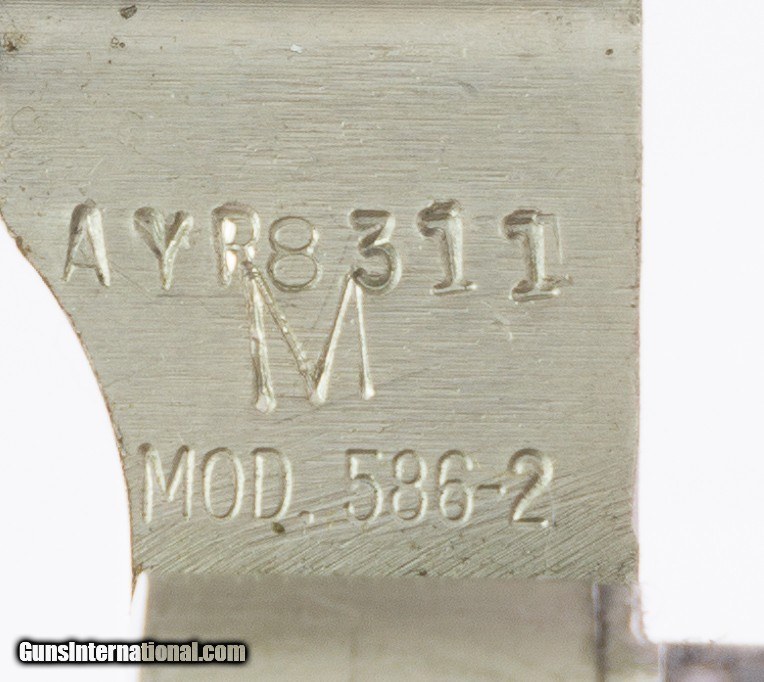 AYR8311
M
MOD. 586-2
GunsInternational.com